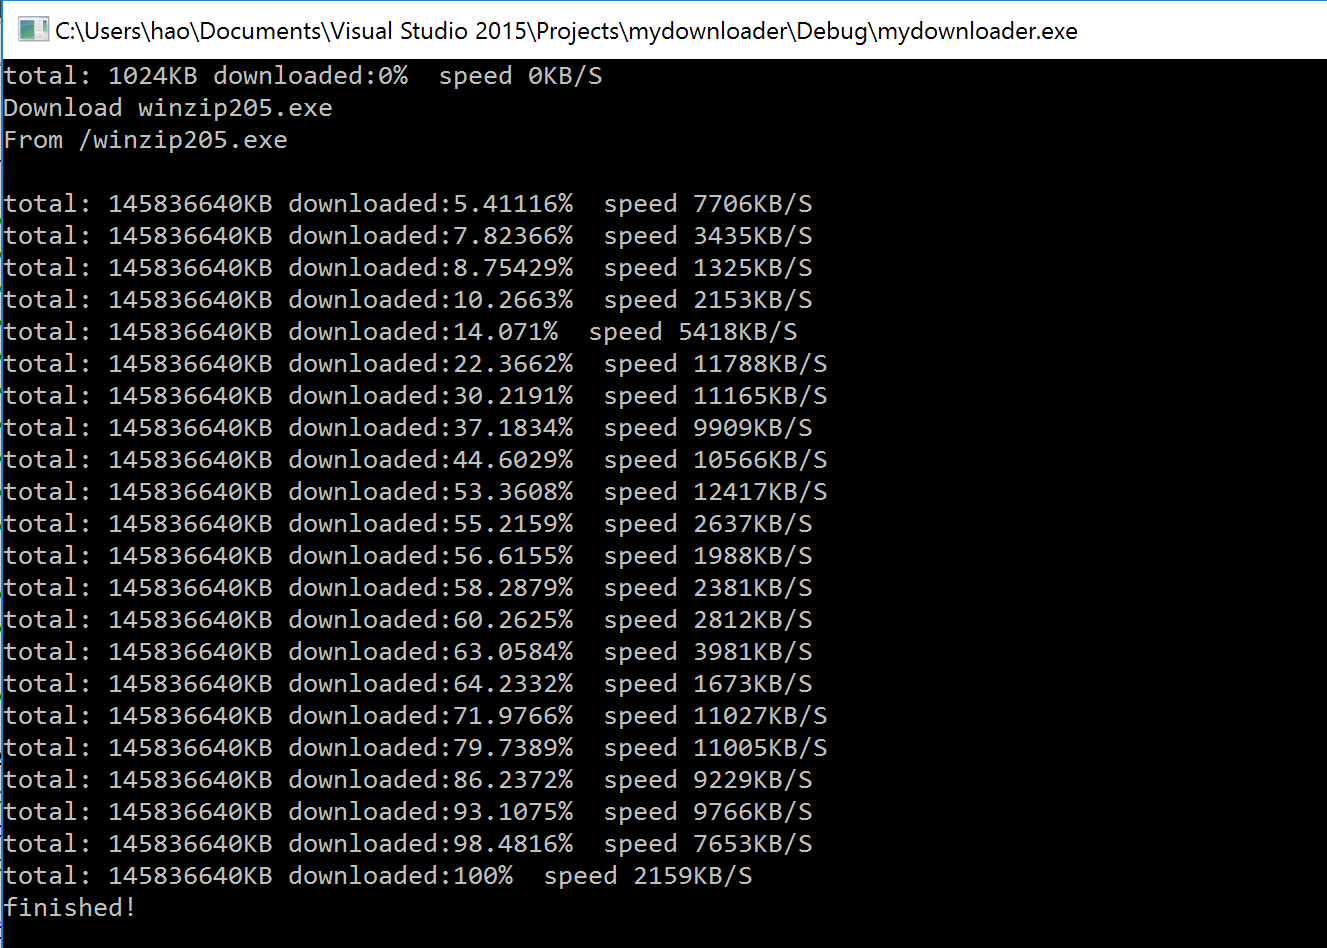 C:\Users\hao\Documents\Visual Studio 2015\Projects\mydownloader\Debug\mydownloader.exe
total: 1024KB downloaded:0%  speed 0KB/S
Download winzip205.exe
From /winzip205.exe
total: 145836640KB downloaded:5.41116%  speed 7706KB/S
total: 145836640KB downloaded:7.82366%  speed 3435KB/S
total: 145836640KB downloaded:8.75429%  speed 1325KB/S
total: 145836640KB downloaded:10.2663%  speed 2153KB/S
total: 145836640KB downloaded:14.071%  speed 5418KB/S
total: 145836640KB downloaded:22.3662%  speed 11788KB/S
total: 145836640KB downloaded:30.2191%  speed 11165KB/S
total: 145836640KB downloaded:37.1834%  speed 9909KB/S
total: 145836640KB downloaded:44.6029%  speed 10566KB/S
total: 145836640KB downloaded:53.3608%  speed 12417KB/S
total: 145836640KB downloaded:55.2159%  speed 2637KB/S
total: 145836640KB downloaded:56.6155%  speed 1988KB/S
total: 145836640KB downloaded:58.2879%  speed 2381KB/S
total: 145836640KB downloaded:60.2625%  speed 2812KB/S
total: 145836640KB downloaded:63.0584%  speed 3981KB/S
total: 145836640KB downloaded:64.2332%  speed 1673KB/S
total: 145836640KB downloaded:71.9766%  speed 11027KB/S
total: 145836640KB downloaded:79.7389%  speed 11005KB/S
total: 145836640KB downloaded:86.2372%  speed 9229KB/S
total: 145836640KB downloaded:93.1075%  speed 9766KB/S
total: 145836640KB downloaded:98.4816%  speed 7653KB/S
total: 145836640KB downloaded:100%  speed 2159KB/S
finished!